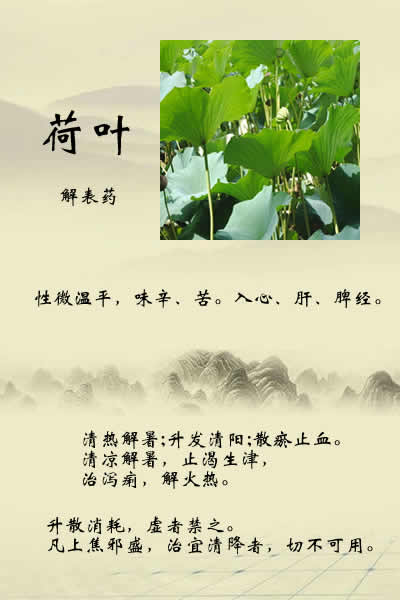 荷叶
解表药
性微温平，味辛、苦。入心、肝、脾经。
清热解暑;升发清阳;散瘀止血。
清凉解暑，止渴生津，
治泻痢，解火热。
升散消耗，虚者禁之。
凡上焦邪盛，治宜清降者，切不可用。